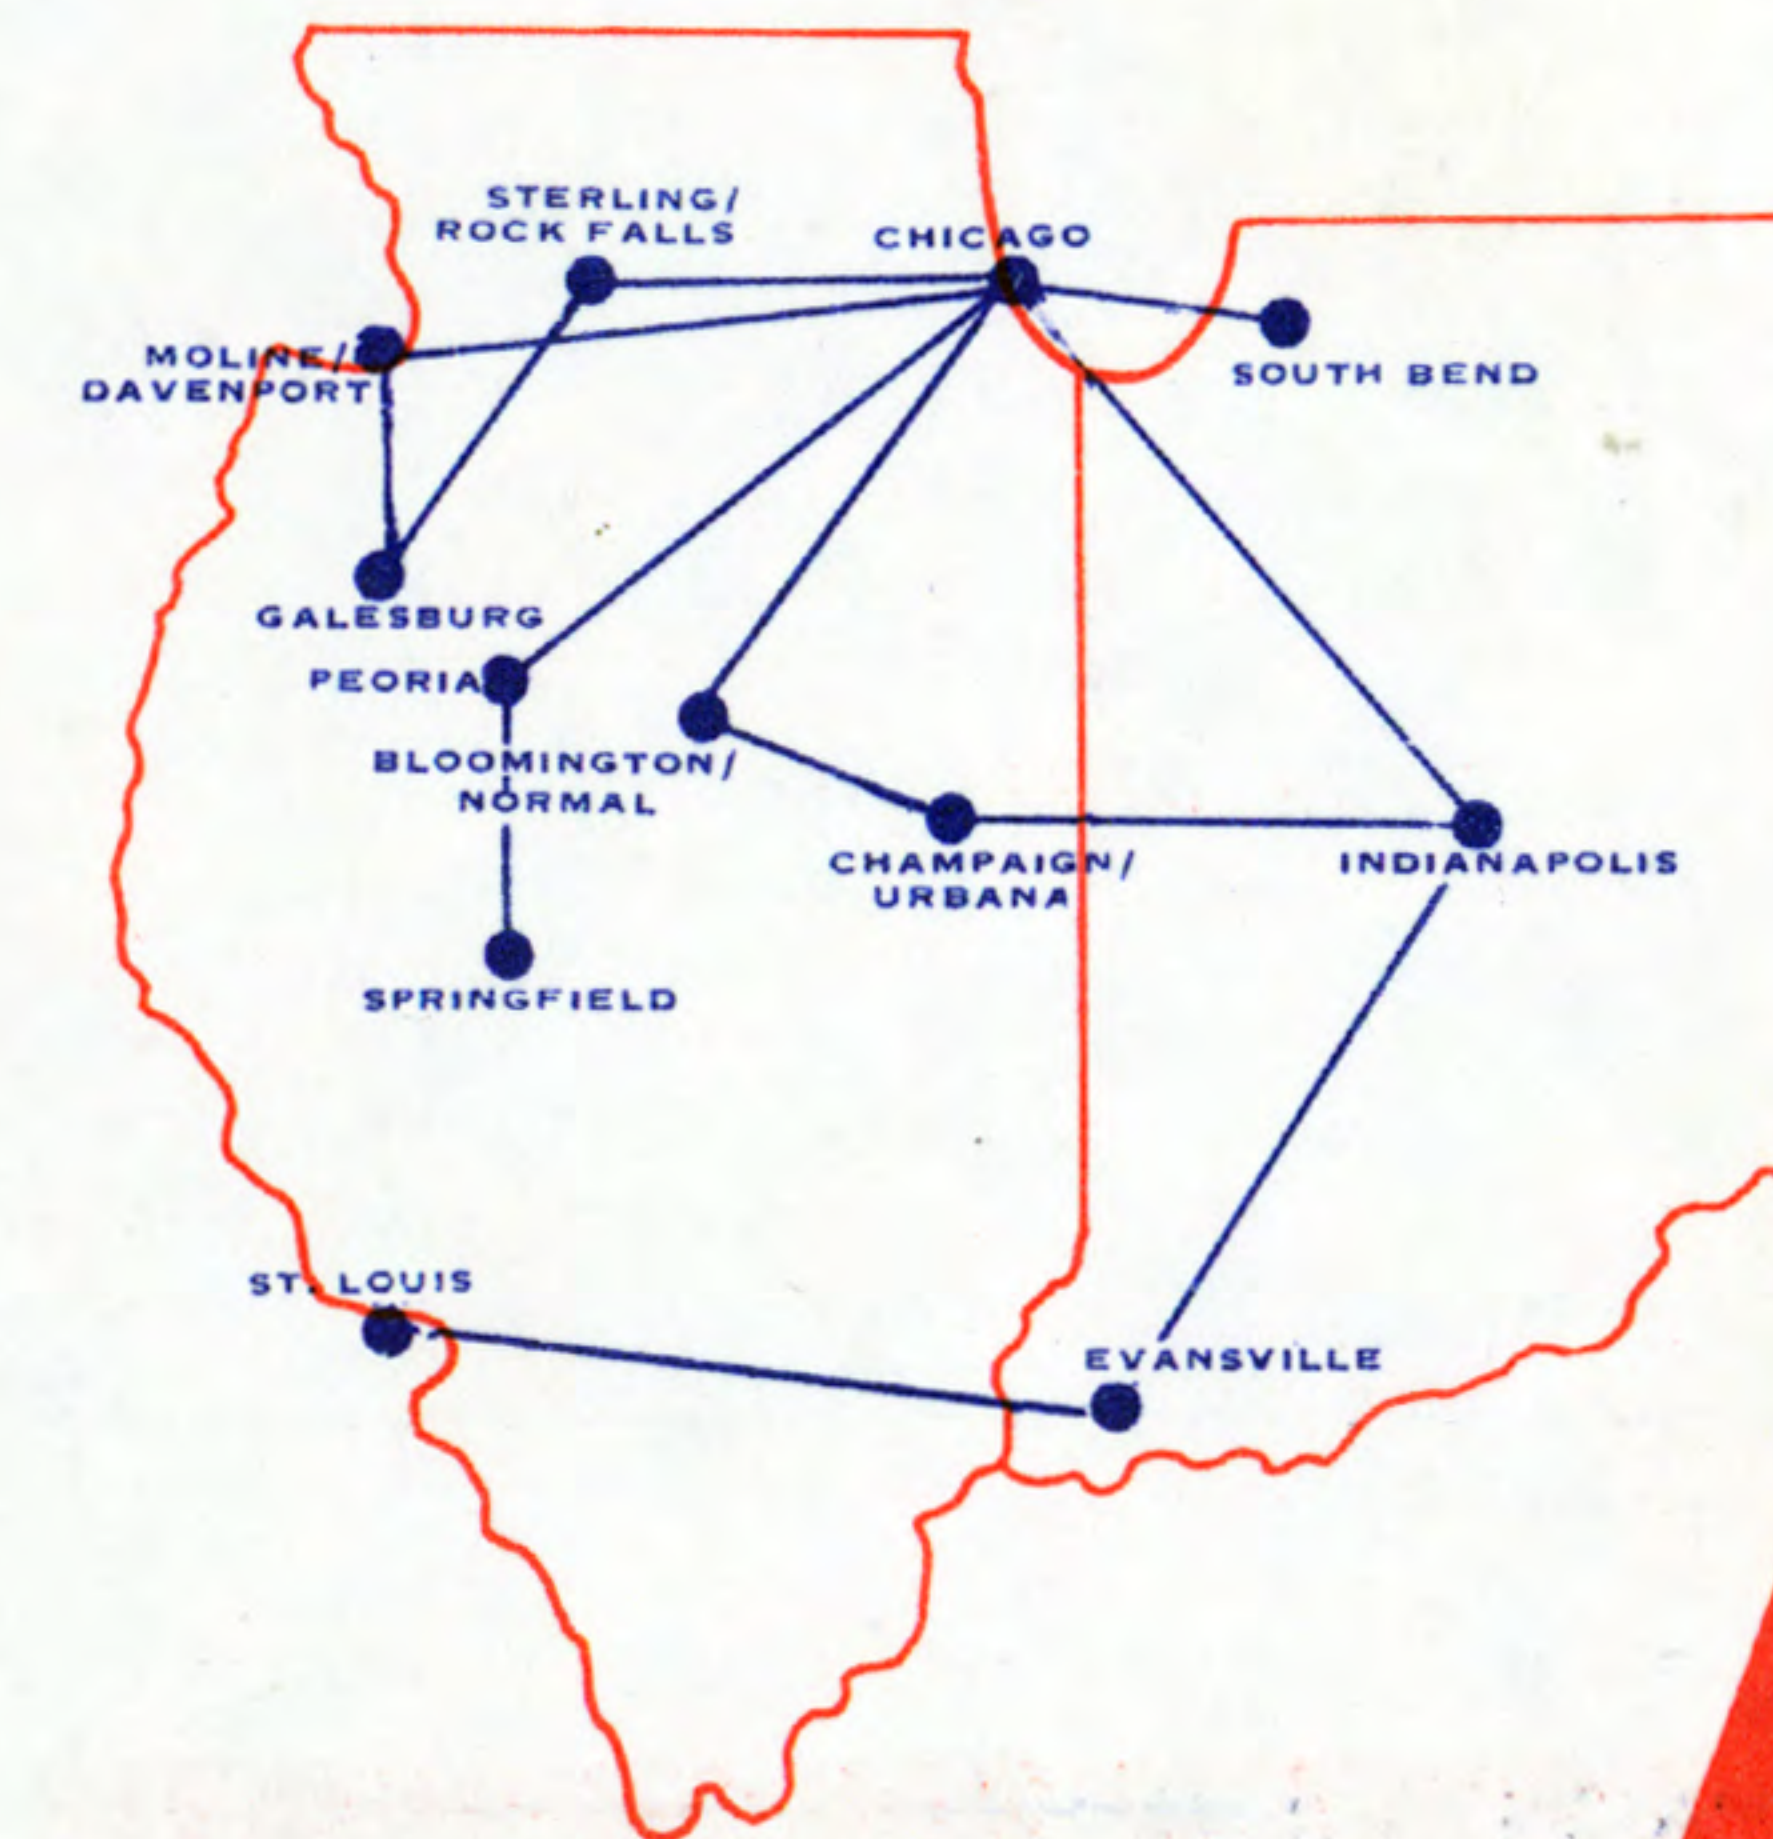 STERLING/
ROCK FALLS
CHICAGO
MOLINE/
DAVENPORT
SOUTH BEND
GALESBURG
PEORIA
BLOOMINGTON/
NORMAL
CHAMPAIGN/
URBANA
INDIANAPOLIS
SPRINGFIELD
ST. LOUIS
EVANSVILLE